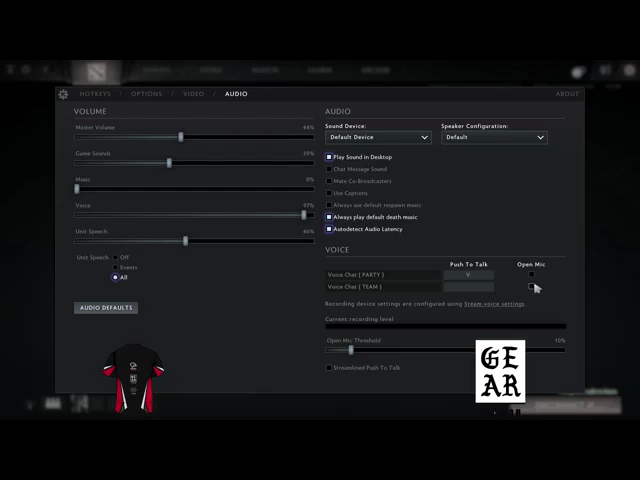 HOTKEYS / OPTIONS / VIDEO / AUDIO ABOUT
VOLUME
Master Volume 44%
Game Sounds 39%
Music 0%
Voice 97%
Unit Speech 46%
Unit Speech: Off
Events
All
AUDIO DEFAULTS
AUDIO
Sound Device: Speaker Configuration:
Default Device Default
Play Sound in Desktop
Chat Message Sound
Mute Co-Broadcasters
Use Captions
Always use default respawn music
Always play default death music
Autodetect Audio Latency
VOICE
Push To Talk Open Mic
Voice Chat ( PARTY ) V
Voice Chat ( TEAM )
Recording device settings are configured using Steam voice settings.
Current recording level
Open Mic Threshold 10%
Streamlined Push To Talk
GE
AR